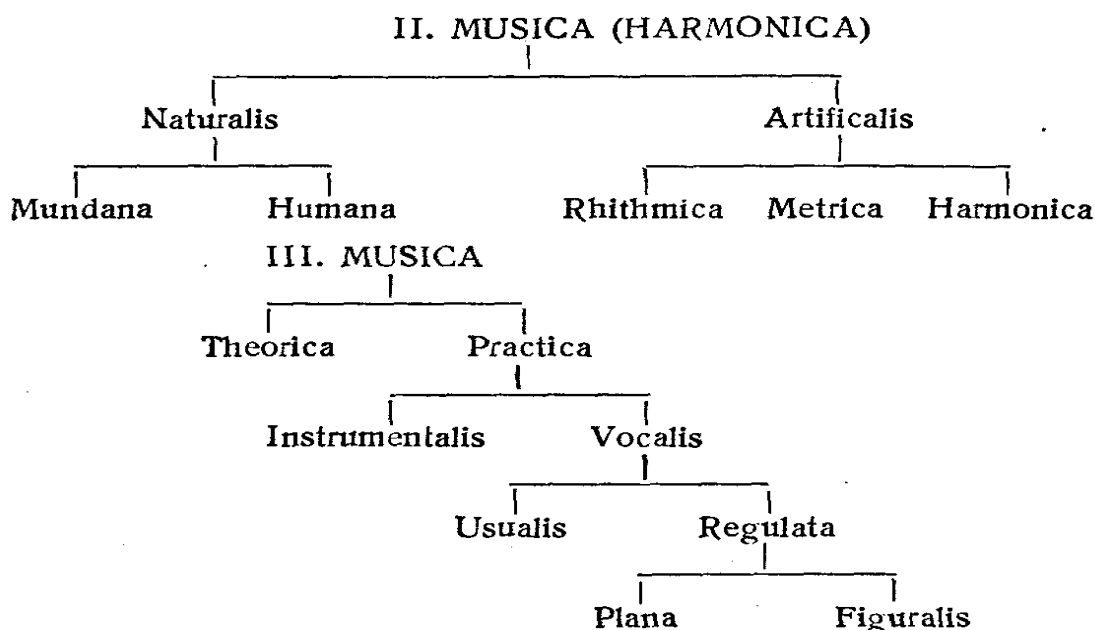 II. MUSICA (HARMONICA)
Naturalis Artificalis
Mundana Humana Rhithmica Metrica Harmonica
III. MUSICA
Theorica Practica
Instrumentalis Vocalis
Usualis Regulata
Plana Figuralis